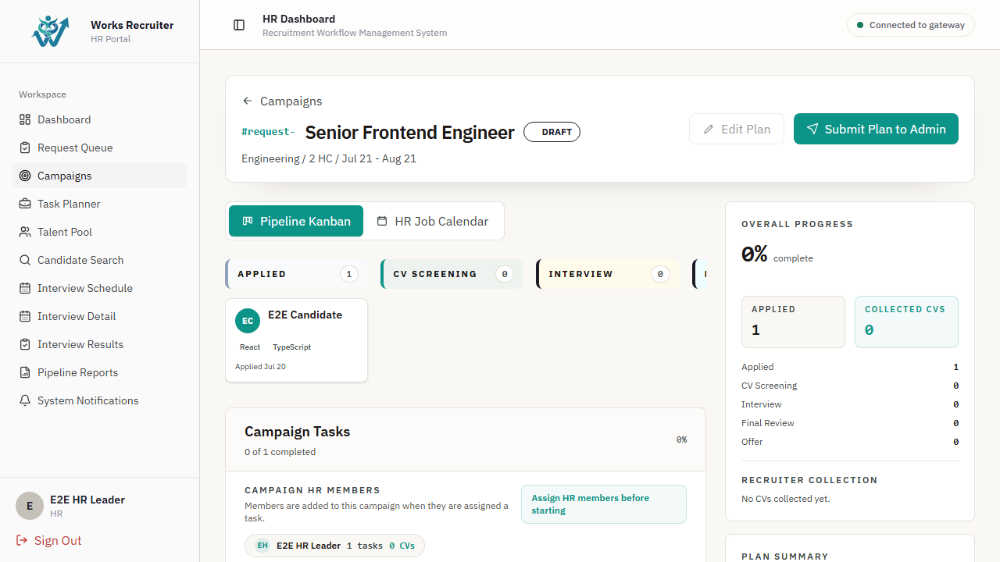 Works Recruiter
HR Portal
Workspace
Dashboard
Request Queue
Campaigns
Task Planner
Talent Pool
Candidate Search
Interview Schedule
Interview Detail
Interview Results
Pipeline Reports
System Notifications
E
E2E HR Leader
HR
Sign Out
HR Dashboard
Recruitment Workflow Management System
Connected to gateway
Campaigns
#request- Senior Frontend Engineer DRAFT
Engineering / 2 HC / Jul 21 - Aug 21
Edit Plan
Submit Plan to Admin
Pipeline Kanban
HR Job Calendar
APPLIED 1
CV SCREENING 0
INTERVIEW 0
EC E2E Candidate
React TypeScript
Applied Jul 20
Campaign Tasks
0 of 1 completed
0%
CAMPAIGN HR MEMBERS
Members are added to this campaign when they are assigned a
task.
Assign HR members before
starting
EH E2E HR Leader 1 tasks 0 CVs
OVERALL PROGRESS
0% complete
APPLIED
1
COLLECTED CVS
0
Applied 1
CV Screening 0
Interview 0
Final Review 0
Offer 0
RECRUITER COLLECTION
No CVs collected yet.
PLAN SUMMARY